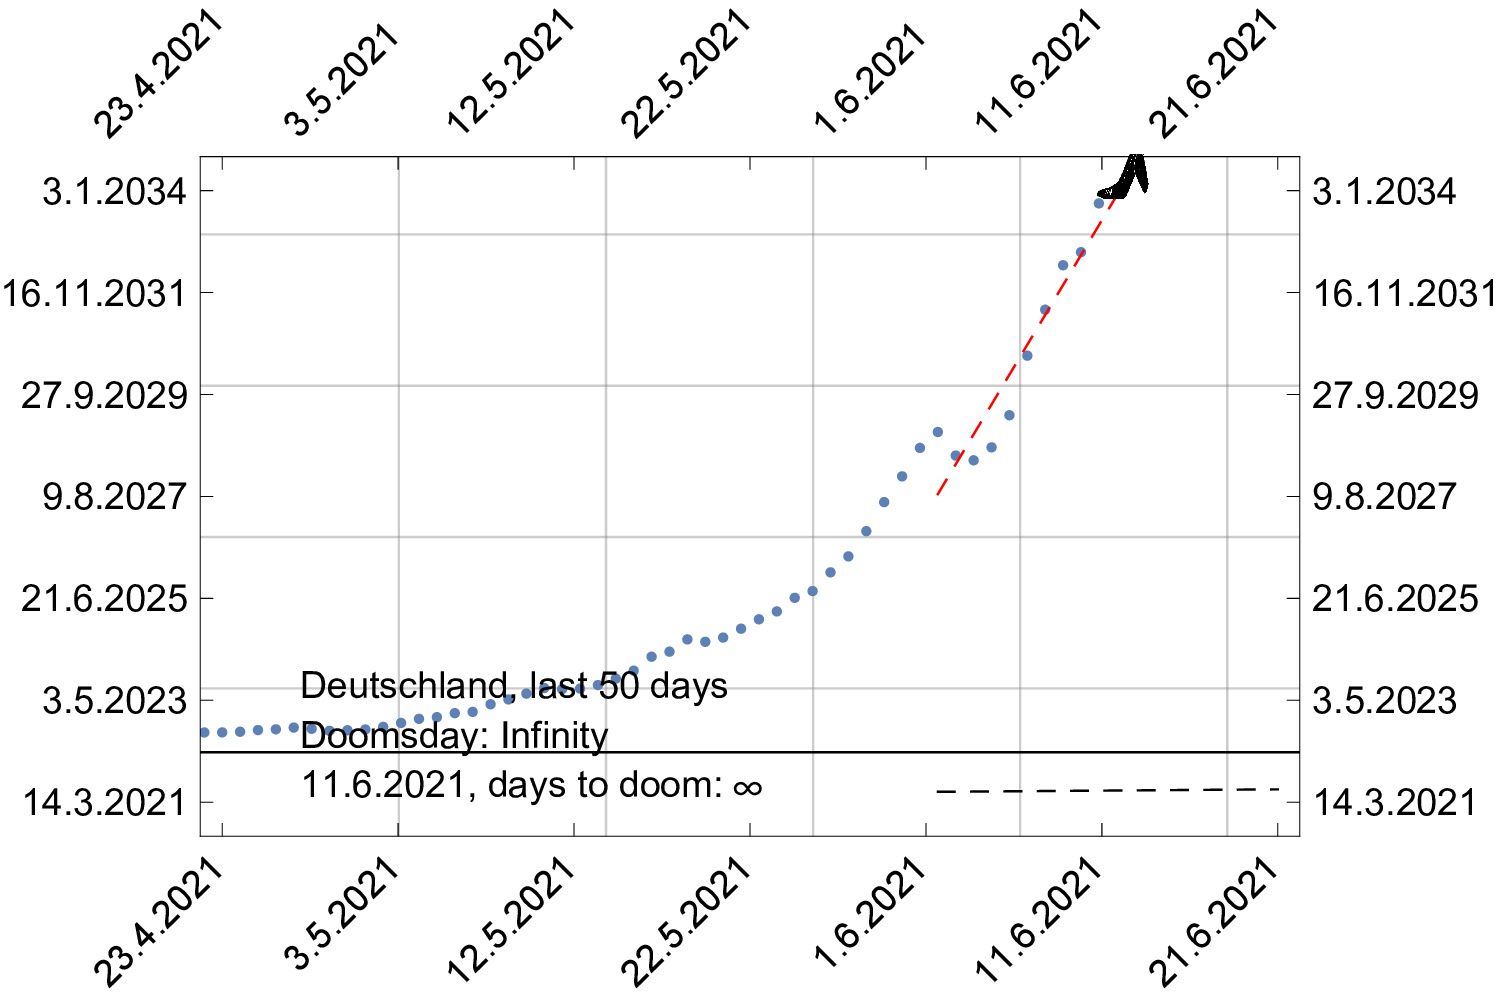 23.4.2021 3.5.2021 12.5.2021 22.5.2021 1.6.2021 11.6.2021 21.6.2021
3.1.2034 3.1.2034
16.11.2031 16.11.2031
27.9.2029 27.9.2029
9.8.2027 9.8.2027
21.6.2025 21.6.2025
Deutschland, last 50 days
3.5.2023 3.5.2023
Doomsday: Infinity
11.6.2021, days to doom: ∞
14.3.2021 14.3.2021
23.4.2021 3.5.2021 12.5.2021 22.5.2021 1.6.2021 11.6.2021 21.6.2021